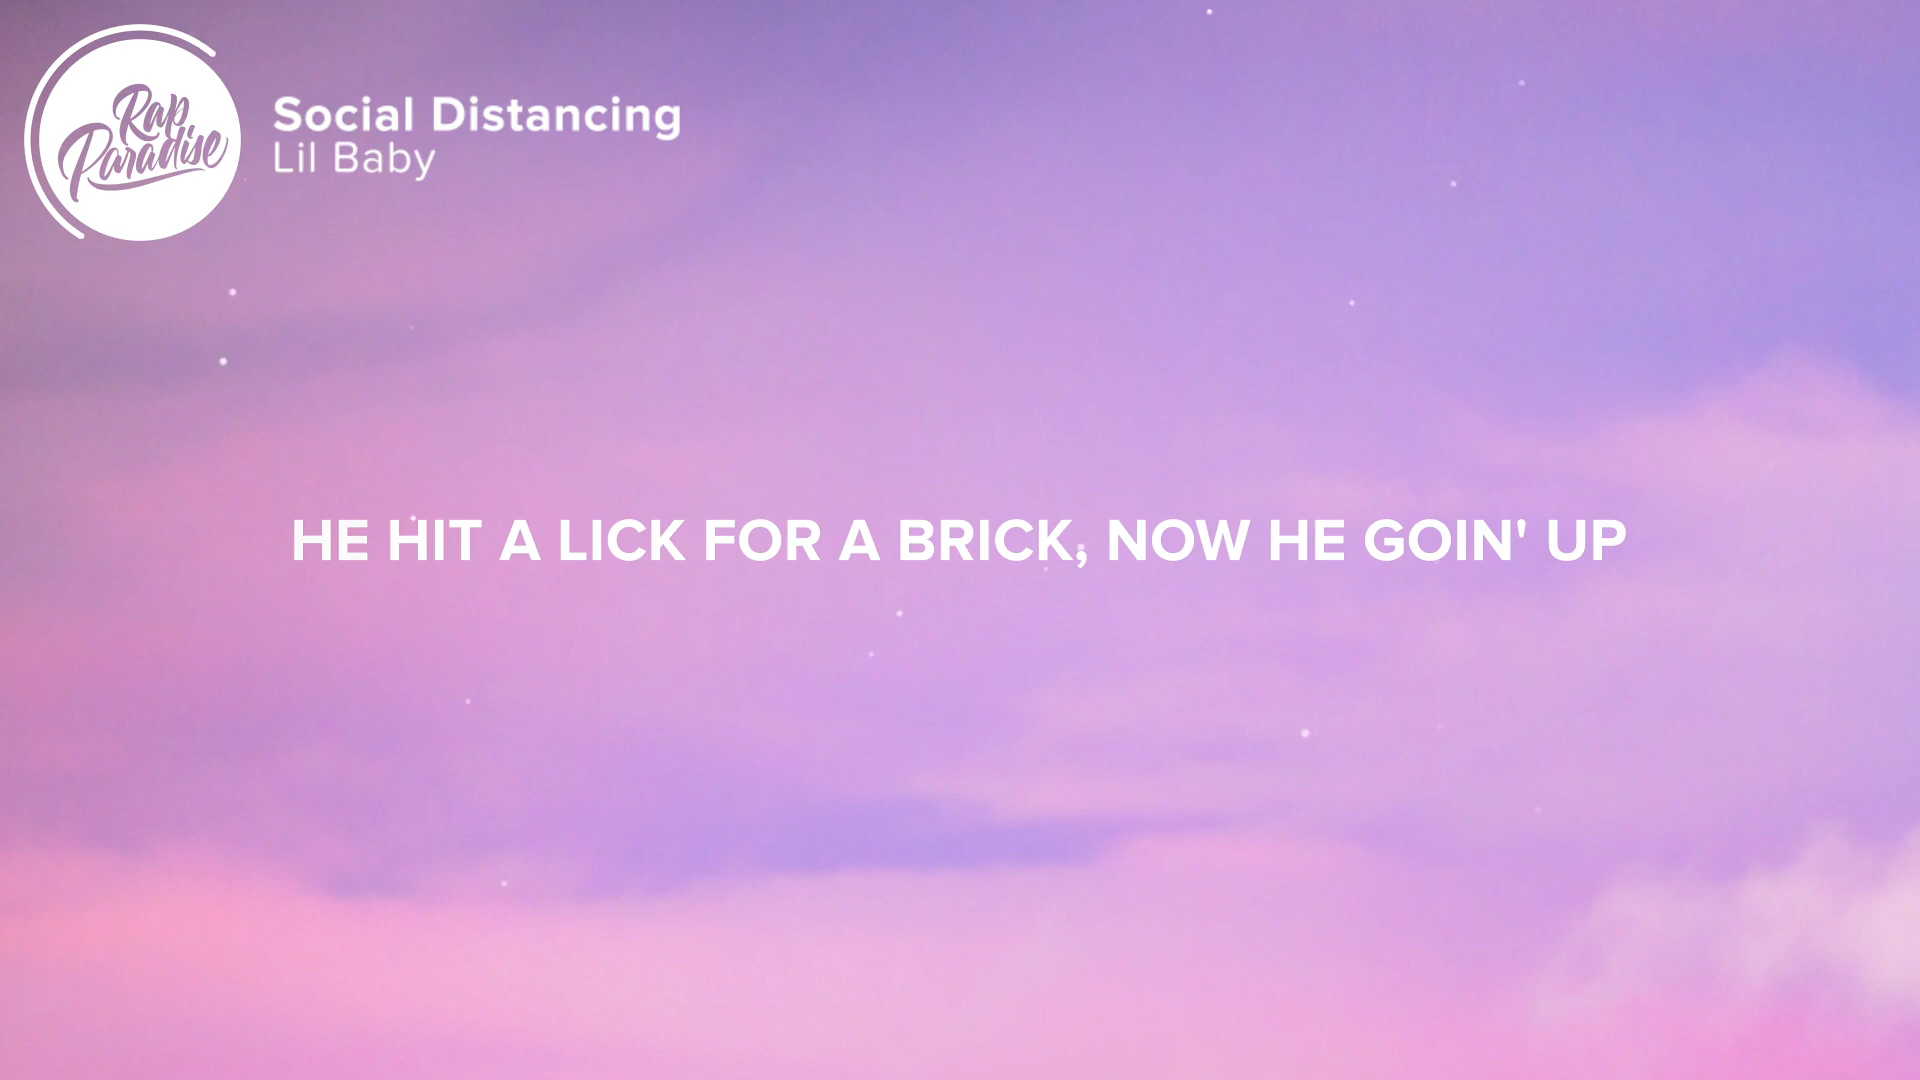 Rap
Paradise
Social Distancing
Lil Baby
HE HIT A LICK FOR A BRICK, NOW HE GOIN' UP